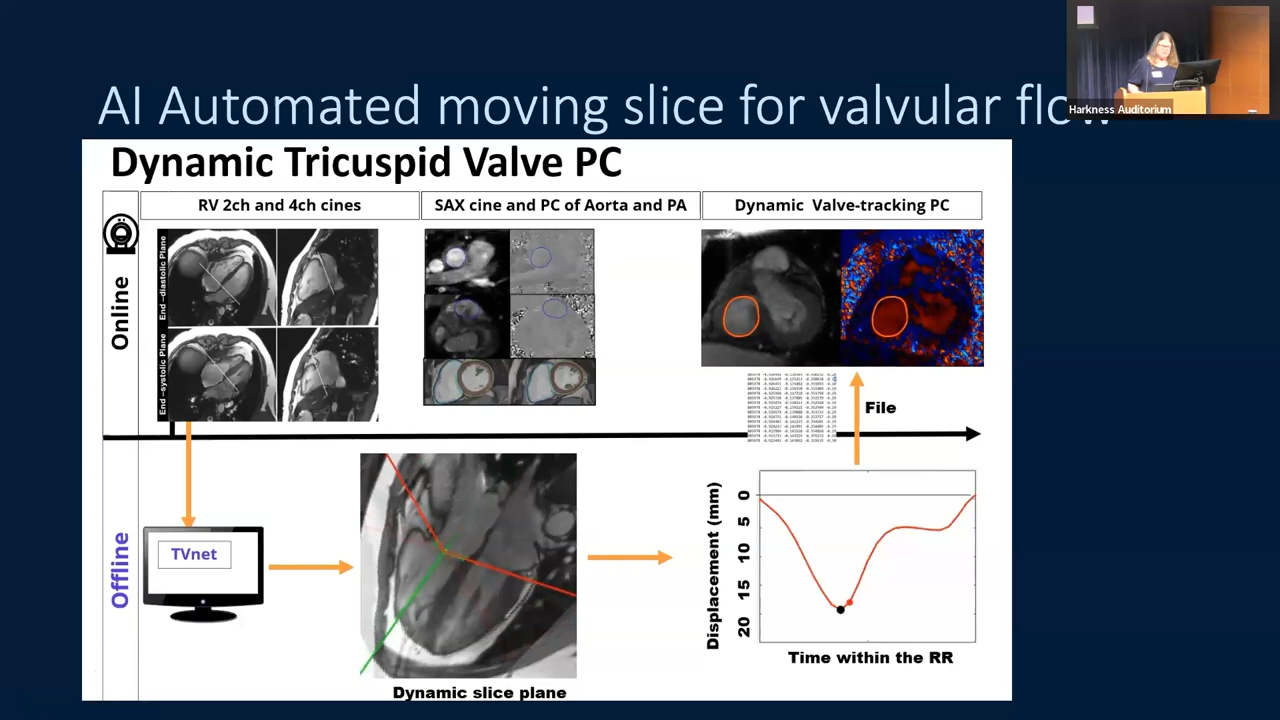 AI Automated moving slice for valvular flow
Harkness Auditorium
Dynamic Tricuspid Valve PC
RV 2ch and 4ch cines
SAX cine and PC of Aorta and PA
Dynamic Valve-tracking PC
Online
End -diastolic Plane
End -systolic Plane
File
Offline
TVnet
Dynamic slice plane
Displacement (mm)
0
5
10
15
20
Time within the RR